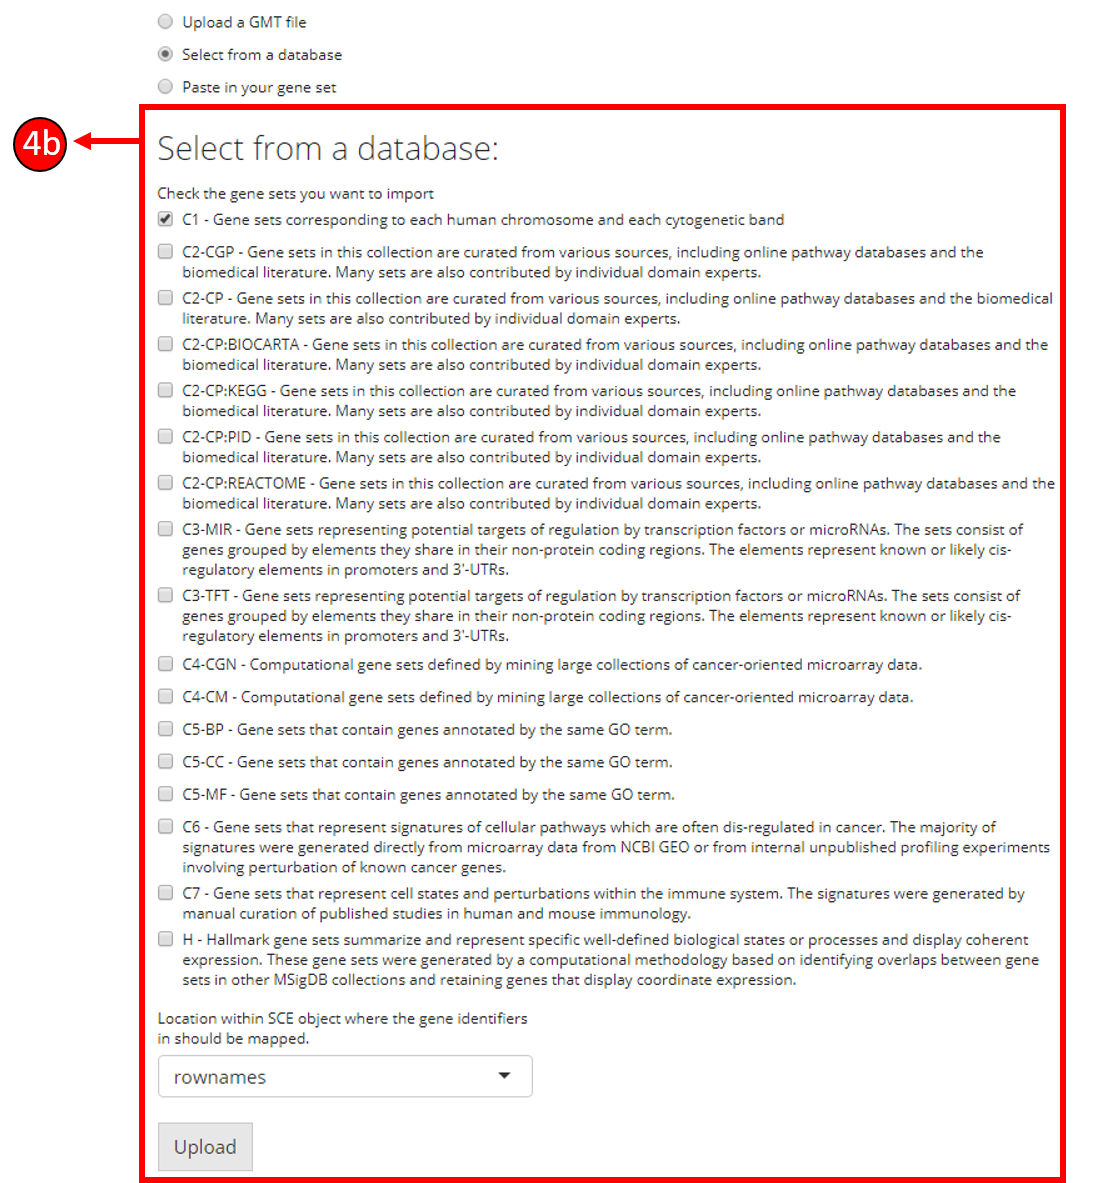 Upload a GMT file
Select from a database
Paste in your gene set
4b
Select from a database:
Check the gene sets you want to import
C1 - Gene sets corresponding to each human chromosome and each cytogenetic band
C2-CGP - Gene sets in this collection are curated from various sources, including online pathway databases and the
biomedical literature. Many sets are also contributed by individual domain experts.
C2-CP - Gene sets in this collection are curated from various sources, including online pathway databases and the biomedical
literature. Many sets are also contributed by individual domain experts.
C2-CP:BIOCARTA - Gene sets in this collection are curated from various sources, including online pathway databases and the
biomedical literature. Many sets are also contributed by individual domain experts.
C2-CP:KEGG - Gene sets in this collection are curated from various sources, including online pathway databases and the
biomedical literature. Many sets are also contributed by individual domain experts.
C2-CP:PID - Gene sets in this collection are curated from various sources, including online pathway databases and the
biomedical literature. Many sets are also contributed by individual domain experts.
C2-CP:REACTOME - Gene sets in this collection are curated from various sources, including online pathway databases and the
biomedical literature. Many sets are also contributed by individual domain experts.
C3-MIR - Gene sets representing potential targets of regulation by transcription factors or microRNAs. The sets consist of
genes grouped by elements they share in their non-protein coding regions. The elements represent known or likely cis-
regulatory elements in promoters and 3'-UTRs.
C3-TFT - Gene sets representing potential targets of regulation by transcription factors or microRNAs. The sets consist of
genes grouped by elements they share in their non-protein coding regions. The elements represent known or likely cis-
regulatory elements in promoters and 3'-UTRs.
C4-CGN - Computational gene sets defined by mining large collections of cancer-oriented microarray data.
C4-CM - Computational gene sets defined by mining large collections of cancer-oriented microarray data.
C5-BP - Gene sets that contain genes annotated by the same GO term.
C5-CC - Gene sets that contain genes annotated by the same GO term.
C5-MF - Gene sets that contain genes annotated by the same GO term.
C6 - Gene sets that represent signatures of cellular pathways which are often dis-regulated in cancer. The majority of
signatures were generated directly from microarray data from NCBI GEO or from internal unpublished profiling experiments
involving perturbation of known cancer genes.
C7 - Gene sets that represent cell states and perturbations within the immune system. The signatures were generated by
manual curation of published studies in human and mouse immunology.
H - Hallmark gene sets summarize and represent specific well-defined biological states or processes and display coherent
expression. These gene sets were generated by a computational methodology based on identifying overlaps between gene
sets in other MSigDB collections and retaining genes that display coordinate expression.
Location within SCE object where the gene identifiers
in should be mapped.
rownames
Upload